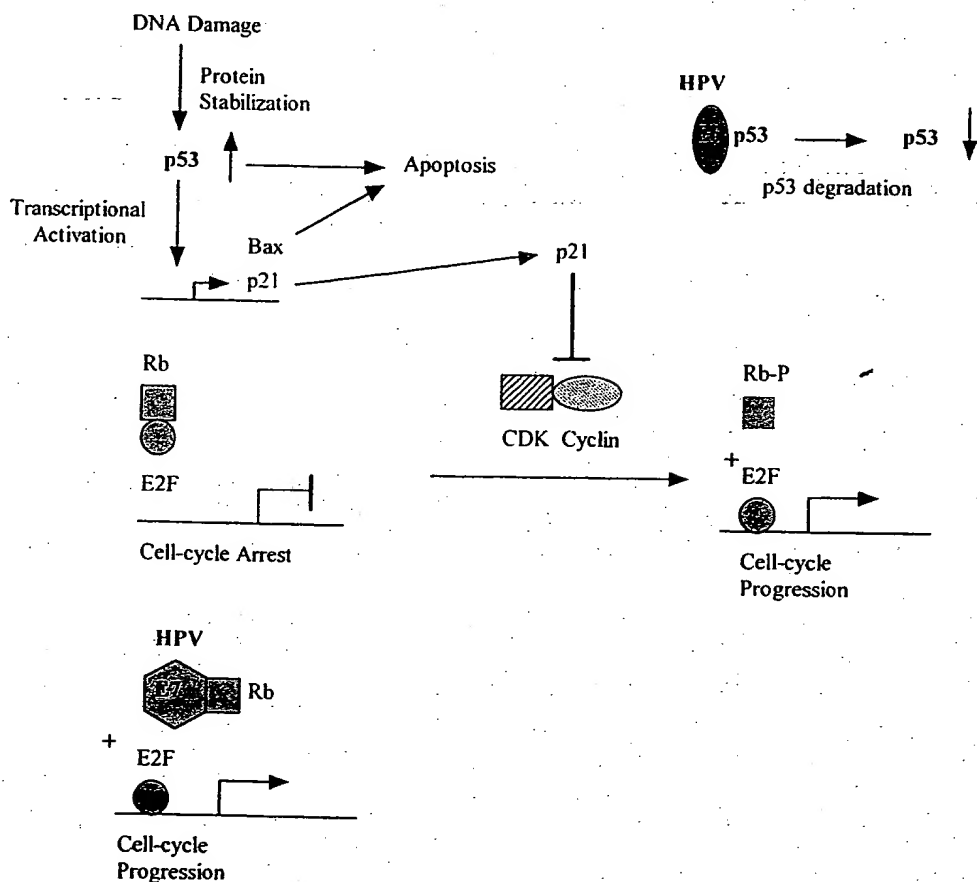 DNA Damage
Protein
Stabilization
p53
Apoptosis
Transcriptional
Activation
Bax
p21
p21
HPV
p53
p53
p53 degradation
Rb
E2F
Cell-cycle Arrest
CDK Cyclin
Rb-P
+
E2F
Cell-cycle
Progression
HPV
E7
Rb
+
E2F
Cell-cycle
Progression